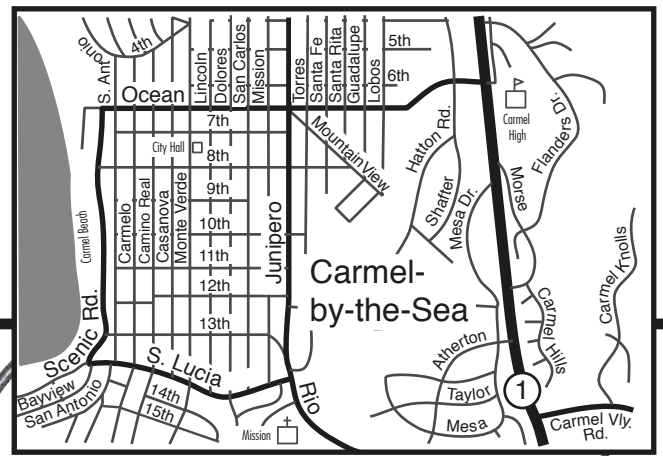 S. Antonio
4th
Lincoln
Dolores
San Carlos
Mission
Torres
Santa Fe
Santa Rita
Guadalupe
Lobos
5th
6th
Ocean
7th
City Hall
8th
Mountain View
Hatton Rd.
Carmel
High
Flanders Dr.
Shafter
Mesa Dr.
Morse
Carmel Beach
Carmelo
Camino Real
Casanova
Monte Verde
9th
10th
11th
12th
13th
Junipero
Carmel-
by-the-Sea
Carmel Knolls
Carmel Hills
Scenic Rd.
S. Lucia
Atherton
Taylor
Mesa
1
Bayview
San Antonio
14th
15th
Mission
Rio
Carmel Vly.
Rd.